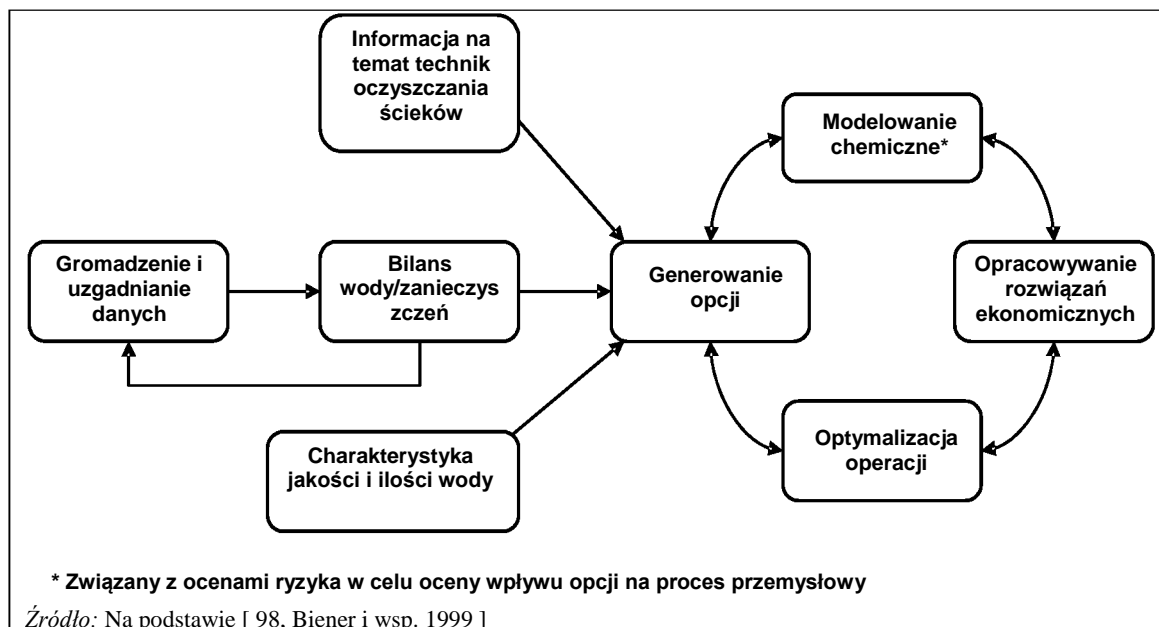 Informacja na
temat technik
oczyszczania
ścieków
Modelowanie
chemiczne*
Gromadzenie i
uzgadnianie
danych
Bilans
wody/zanieczys
zczeń
Generowanie
opcji
Opracowywanie
rozwiązań
ekonomicznych
Charakterystyka
jakości i ilości wody
Optymalizacja
operacji
* Związany z ocenami ryzyka w celu oceny wpływu opcji na proces przemysłowy
Źródło: Na podstawie [ 98, Biener i wsp. 1999 ]